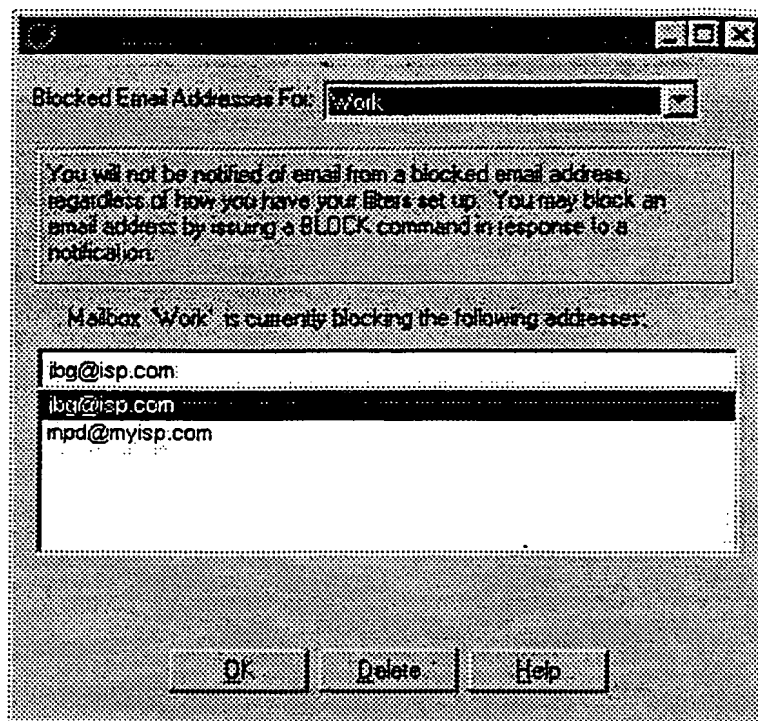 Blocked Email Addresses For: Work
You will not be notified of email from a blocked email address,
regardless of how you have your filters set up. You may block an
email address by issuing a BLOCK command in response to a
notification.
Mailbox 'Work' is currently blocking the following addresses:
ibg@isp.com
ibg@isp.com
mpd@myisp.com
OK Delete Help